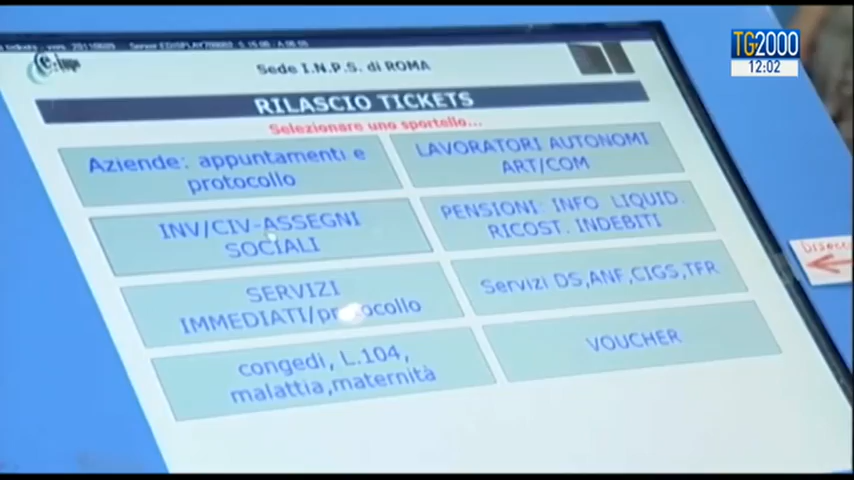 TG2000
12:02
Sede I.N.P.S. di ROMA
RILASCIO TICKETS
Selezionare uno sportello...
Aziende: appuntamenti e
protocollo
LAVORATORI AUTONOMI
ART/COM
INV/CIV-ASSEGNI
SOCIALI
PENSIONI INFO LIQUID.
RICOST. INDEBITI
SERVIZI
IMMEDIATI/protocollo
Servizi DS,ANF,CIGS,TFR
congedi, L.104,
malattia,maternità
VOUCHER